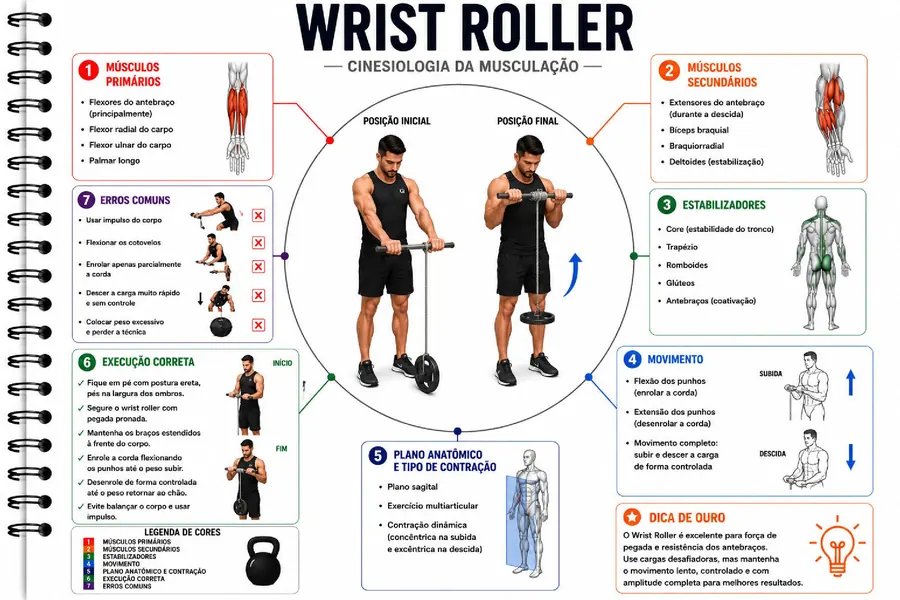 WRIST ROLLER
CINESIOLOGIA DA MUSCULAÇÃO
1 MÚSCULOS
PRIMÁRIOS
• Flexores do antebraço
(principalmente)
• Flexor radial do carpo
• Flexor ulnar do carpo
• Palmar longo
POSIÇÃO INICIAL
POSIÇÃO FINAL
2 MÚSCULOS
SECUNDÁRIOS
• Extensores do antebraço
(durante a descida)
• Bíceps braquial
• Braquiorradial
• Deltoides (estabilização)
3 ESTABILIZADORES
• Core (estabilidade do tronco)
• Trapézio
• Romboides
• Glúteos
• Antebraços (coativação)
4 MOVIMENTO
• Flexão dos punhos
(enrolar a corda)
• Extensão dos punhos
(desenrolar a corda)
• Movimento completo:
subir e descer a carga
de forma controlada
SUBIDA
DESCIDA
5 PLANO ANATÔMICO
E TIPO DE CONTRAÇÃO
• Plano sagital
• Exercício multiarticular
• Contração dinâmica
(concêntrica na subida
e excêntrica na descida)
6 EXECUÇÃO CORRETA
✓ Fique em pé com postura ereta,
pés na largura dos ombros.
✓ Segure o wrist roller com
pegada pronada.
✓ Mantenha os braços estendidos
à frente do corpo.
✓ Enrole a corda flexionando
os punhos até o peso subir.
✓ Desenrole de forma controlada
até o peso retornar ao chão.
✓ Evite balançar o corpo e usar
impulso.
INÍCIO
FIM
7 ERROS COMUNS
• Usar impulso do corpo
• Flexionar os cotovelos
• Enrolar apenas parcialmente
a corda
• Descer a carga muito rápido
e sem controle
• Colocar peso excessivo
e perder a técnica
LEGENDA DE CORES
1 MÚSCULOS PRIMÁRIOS
2 MÚSCULOS SECUNDÁRIOS
3 ESTABILIZADORES
4 MOVIMENTO
5 PLANO ANATÔMICO E CONTRAÇÃO
6 EXECUÇÃO CORRETA
7 ERROS COMUNS
DICA DE OURO
O Wrist Roller é excelente para força de
pegada e resistência dos antebraços.
Use cargas desafiadoras, mas mantenha
o movimento lento, controlado e com
amplitude completa para melhores resultados.